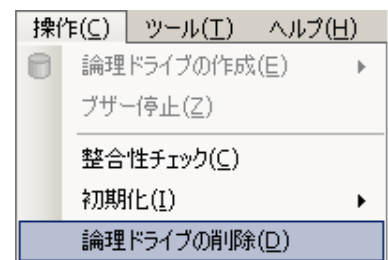 操作(C) ツール(T) ヘルプ(H)
論理ドライブの作成(E)
ブザー停止(Z)
整合性チェック(C)
初期化(I)
論理ドライブの削除(D)